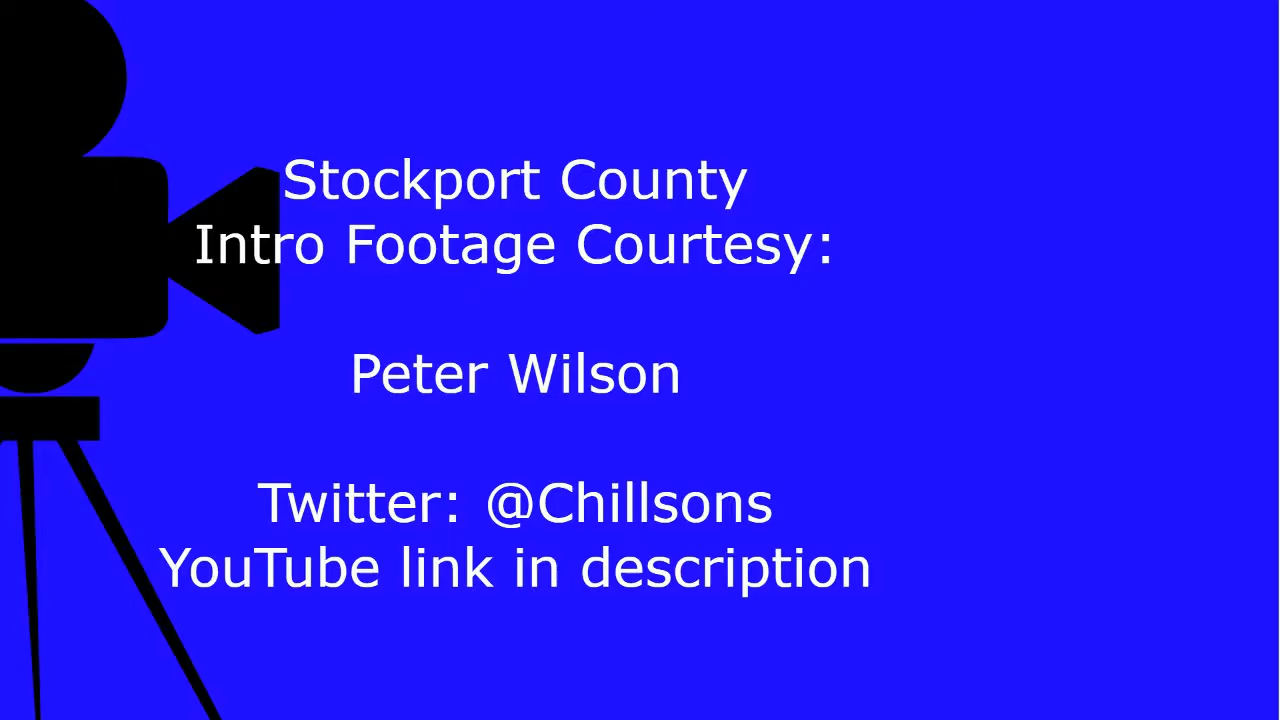 Stockport County
Intro Footage Courtesy:
Peter Wilson
Twitter: @Chillsons
YouTube link in description